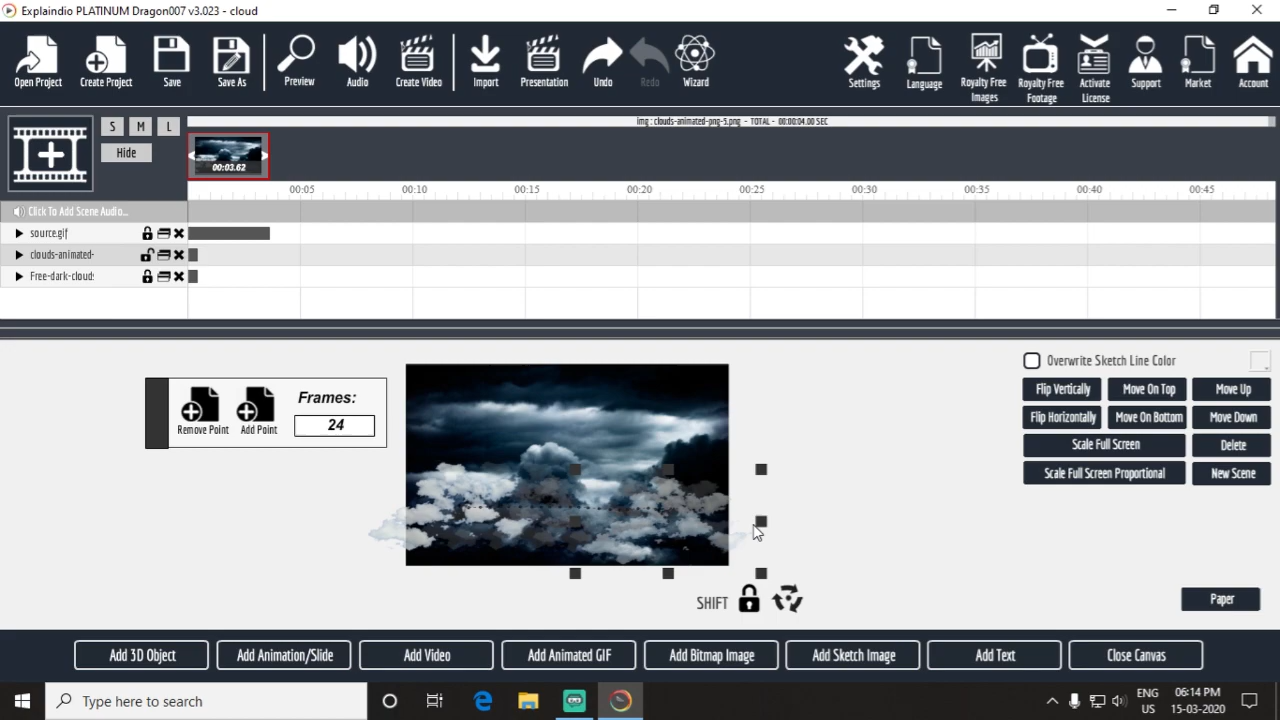 Explaindio PLATINUM Dragon007 v3.023 - cloud
Open Project
Create Project
Save
Save As
Preview
Audio
Create Video
Import
Presentation
Undo
Redo
Wizard
Settings
Language
Royalty Free
Images
Royalty Free
Footage
Activate
License
Support
Market
Account
S M L
Hide
img : clouds-animated-png-5.png - TOTAL - 00:00:04.00 SEC
00:03.62
00:05 00:10 00:15 00:20 00:25 00:30 00:35 00:40 00:45
Click To Add Scene Audio...
source.gif
clouds-animated-
Free-dark-cloud:
Remove Point
Add Point
Frames:
24
Overwrite Sketch Line Color
Flip Vertically Move On Top Move Up
Flip Horizontally Move On Bottom Move Down
Scale Full Screen Delete
Scale Full Screen Proportional New Scene
SHIFT
Paper
Add 3D Object Add Animation/Slide Add Video Add Animated GIF Add Bitmap Image Add Sketch Image Add Text Close Canvas
Type here to search
ENG
US
06:14 PM
15-03-2020